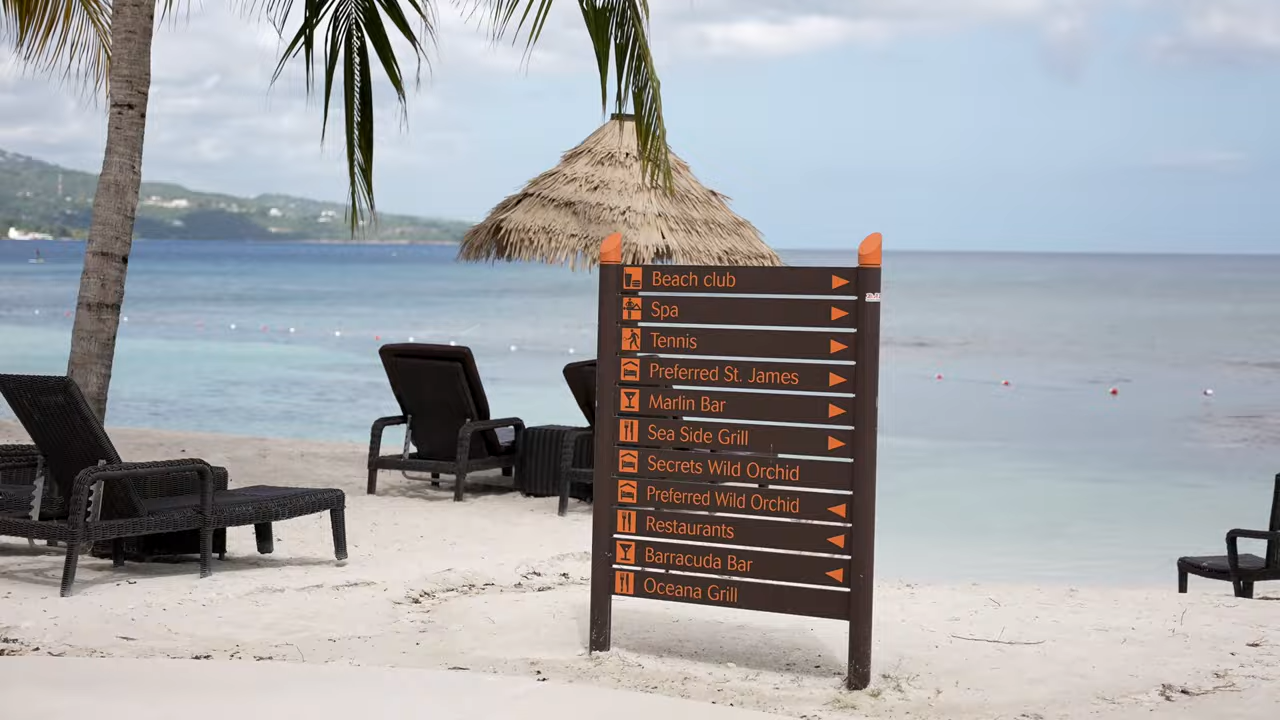 Beach club
Spa
Tennis
Preferred St. James
Marlin Bar
Sea Side Grill
Secrets Wild Orchid
Preferred Wild Orchid
Restaurants
Barracuda Bar
Oceana Grill